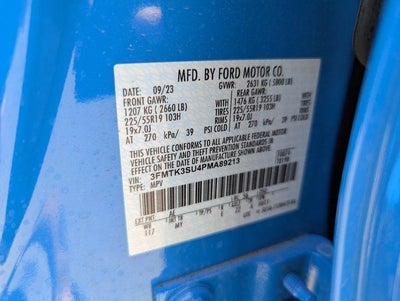 MFD. BY FORD MOTOR CO.
DATE: 09/23 GVWR: 2631 KG (5800 LB)
FRONT GAWR: REAR GAWR:
1207 KG (2660 LB) 1476 KG (3255 LB)
225/55R19 103H TIRES 225/55R19 103H
19x7.0J RIMS 19x7.0J
AT 270 kPa/ 39 PSI COLD AT 270 kPa/ 39 PSI COLD
THIS VEHICLE CONFORMS TO ALL APPLICABLE FEDERAL MOTOR
VEHICLE SAFETY AND THEFT PREVENTION STANDARDS IN
EFFECT ON THE DATE OF MANUFACTURE SHOWN ABOVE.
VIN: 3FMTK3SU4PMA89213
TYPE: MPV
WB
117